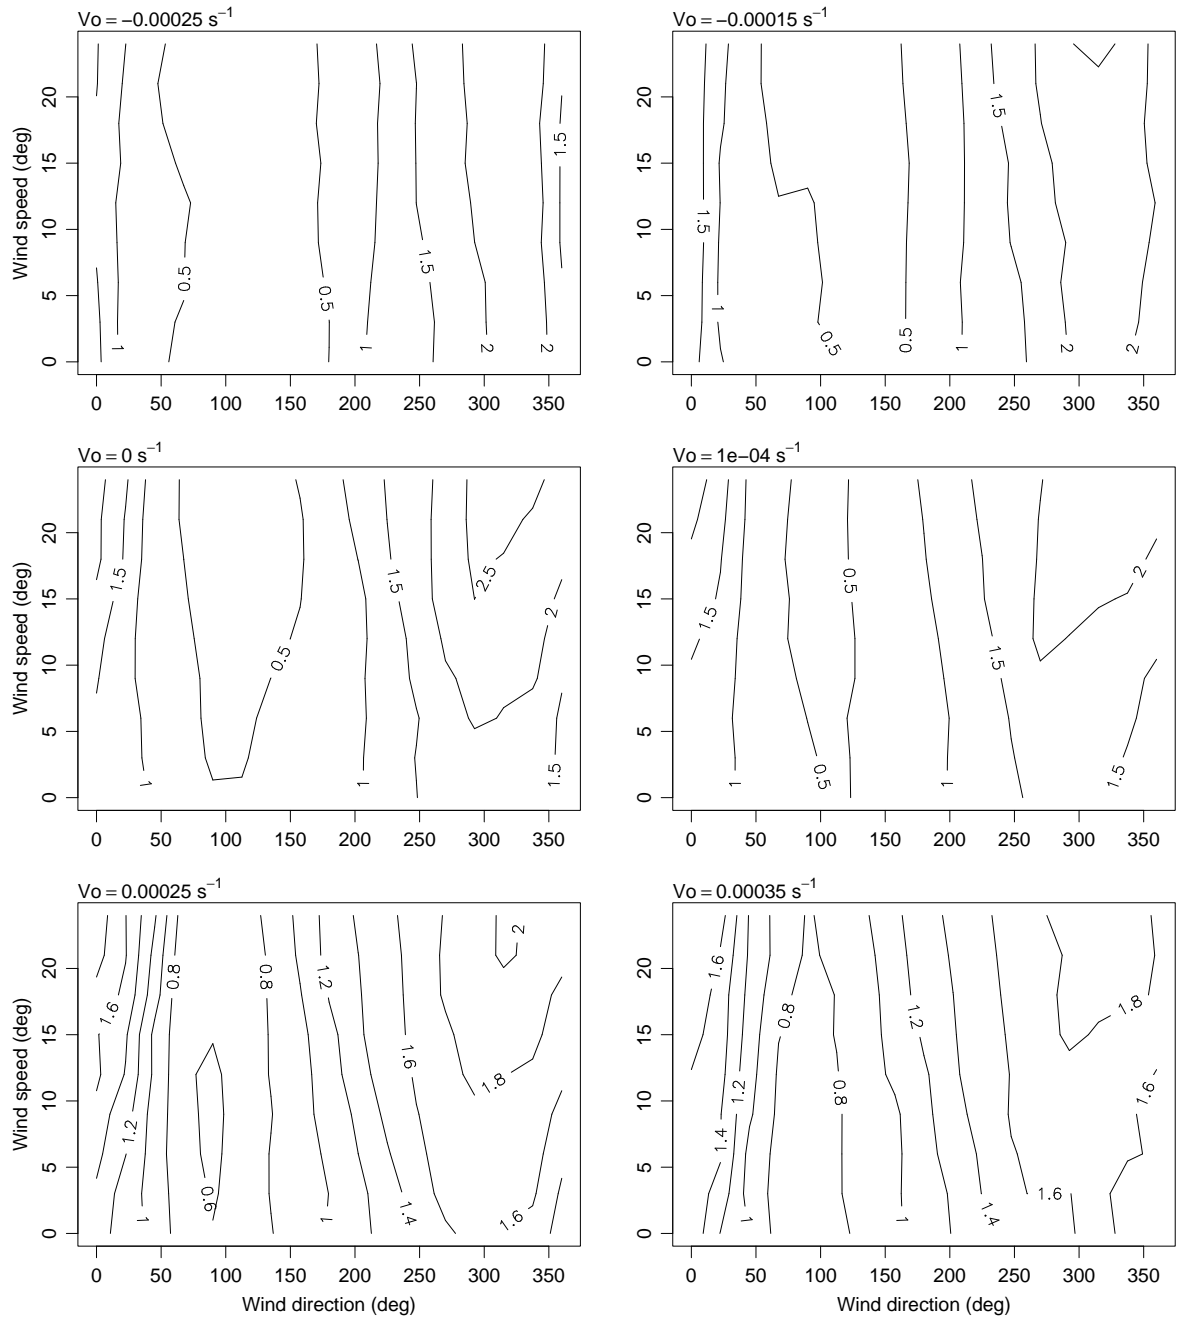 Vo = −0.00025 s⁻¹
Vo = −0.00015 s⁻¹
Wind speed (deg)
0 5 10 15 20
0 50 100 150 200 250 300 350
1 0.5 0.5 1 1.5 2 2 1.5
0 5 10 15 20
0 50 100 150 200 250 300 350
1.5 1 0.5 0.5 1 1.5 2 2
Vo = 0 s⁻¹
Vo = 1e−04 s⁻¹
Wind speed (deg)
0 5 10 15 20
0 50 100 150 200 250 300 350
1.5 1 0.5 1 1.5 2.5 2 1.5
0 5 10 15 20
0 50 100 150 200 250 300 350
1.5 1 0.5 0.5 1 1.5 2 1.5
Vo = 0.00025 s⁻¹
Vo = 0.00035 s⁻¹
Wind speed (deg)
0 5 10 15 20
0 50 100 150 200 250 300 350
1.6 1.2 1 0.8 0.6 0.8 1 1.2 1.4 1.6 1.8 2 1.6
Wind direction (deg)
0 5 10 15 20
0 50 100 150 200 250 300 350
1.6 1.4 1.2 1 0.8 0.8 1 1.2 1.4 1.6 1.8 1.6
Wind direction (deg)